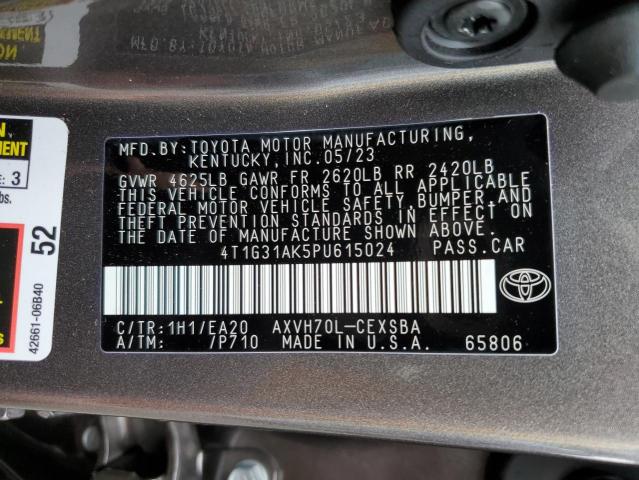 MFD.BY:TOYOTA MOTOR MANUFACTURING,
KENTUCKY,INC.05/23
GVWR 4625LB GAWR FR 2620LB RR 2420LB
THIS VEHICLE CONFORMS TO ALL APPLICABLE
FEDERAL MOTOR VEHICLE SAFETY,BUMPER,AND
THEFT PREVENTION STANDARDS IN EFFECT ON
THE DATE OF MANUFACTURE SHOWN ABOVE.
4T1G31AK5PU615024 PASS.CAR
C/TR:1H1/EA20 AXVH70L-CEXSBA
A/TM: /P710 MADE IN U.S.A. 65806
3
52
42661-06B40